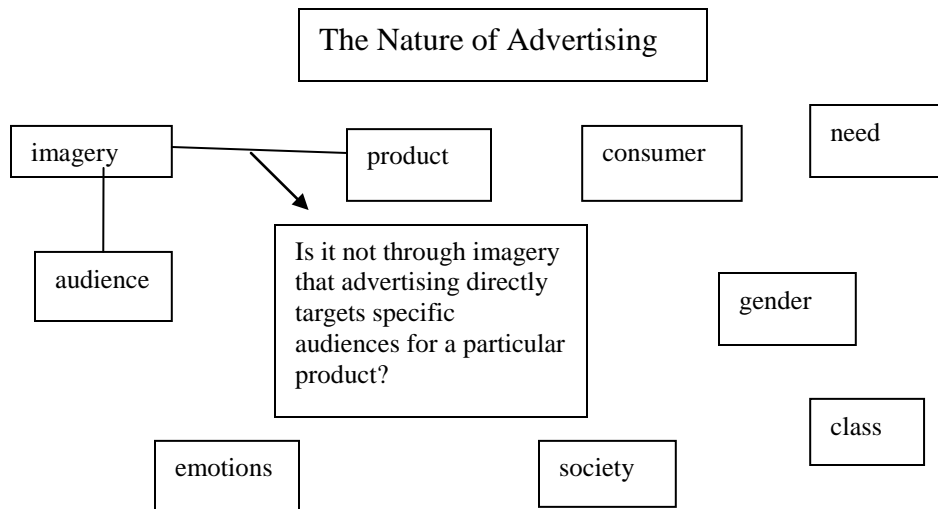 The Nature of Advertising
need
imagery
product
consumer
Is it not through imagery
that advertising directly
targets specific
audiences for a particular
product?
audience
gender
class
emotions
society